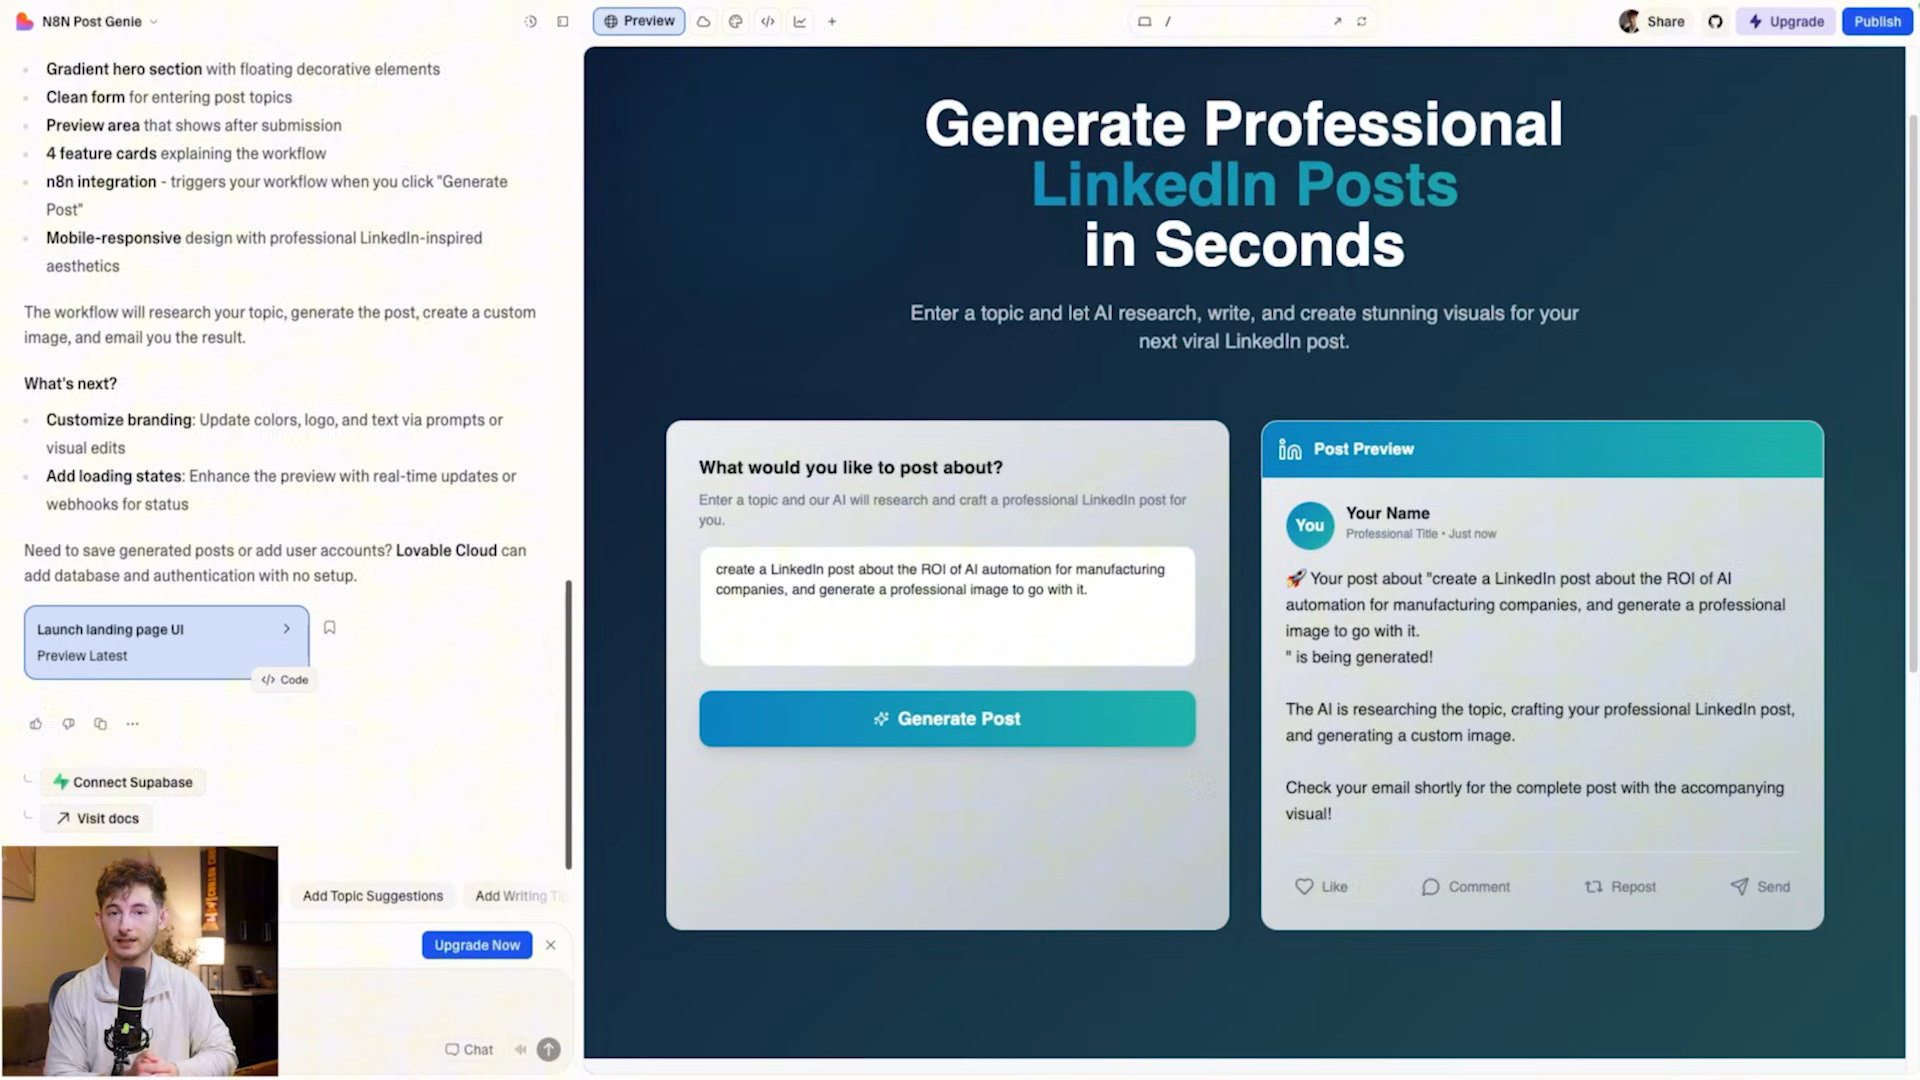 N8N Post Genie
Preview
/
Share
Upgrade
Publish
Gradient hero section with floating decorative elements
Clean form for entering post topics
Preview area that shows after submission
4 feature cards explaining the workflow
n8n integration - triggers your workflow when you click "Generate
Post"
Mobile-responsive design with professional LinkedIn-inspired
aesthetics
The workflow will research your topic, generate the post, create a custom
image, and email you the result.
What's next?
Customize branding: Update colors, logo, and text via prompts or
visual edits
Add loading states: Enhance the preview with real-time updates or
webhooks for status
Need to save generated posts or add user accounts? Lovable Cloud can
add database and authentication with no setup.
Launch landing page UI
Preview Latest
Code
Connect Supabase
Visit docs
Add Topic Suggestions
Add Writing
Upgrade Now
Chat
Generate Professional
LinkedIn Posts
in Seconds
Enter a topic and let AI research, write, and create stunning visuals for your
next viral LinkedIn post.
What would you like to post about?
Enter a topic and our AI will research and craft a professional LinkedIn post for
you.
create a LinkedIn post about the ROI of AI automation for manufacturing
companies, and generate a professional image to go with it.
Generate Post
in Post Preview
You
Your Name
Professional Title • Just now
🚀 Your post about "create a LinkedIn post about the ROI of AI
automation for manufacturing companies, and generate a professional
image to go with it.
" is being generated!
The AI is researching the topic, crafting your professional LinkedIn post,
and generating a custom image.
Check your email shortly for the complete post with the accompanying
visual!
Like
Comment
Repost
Send